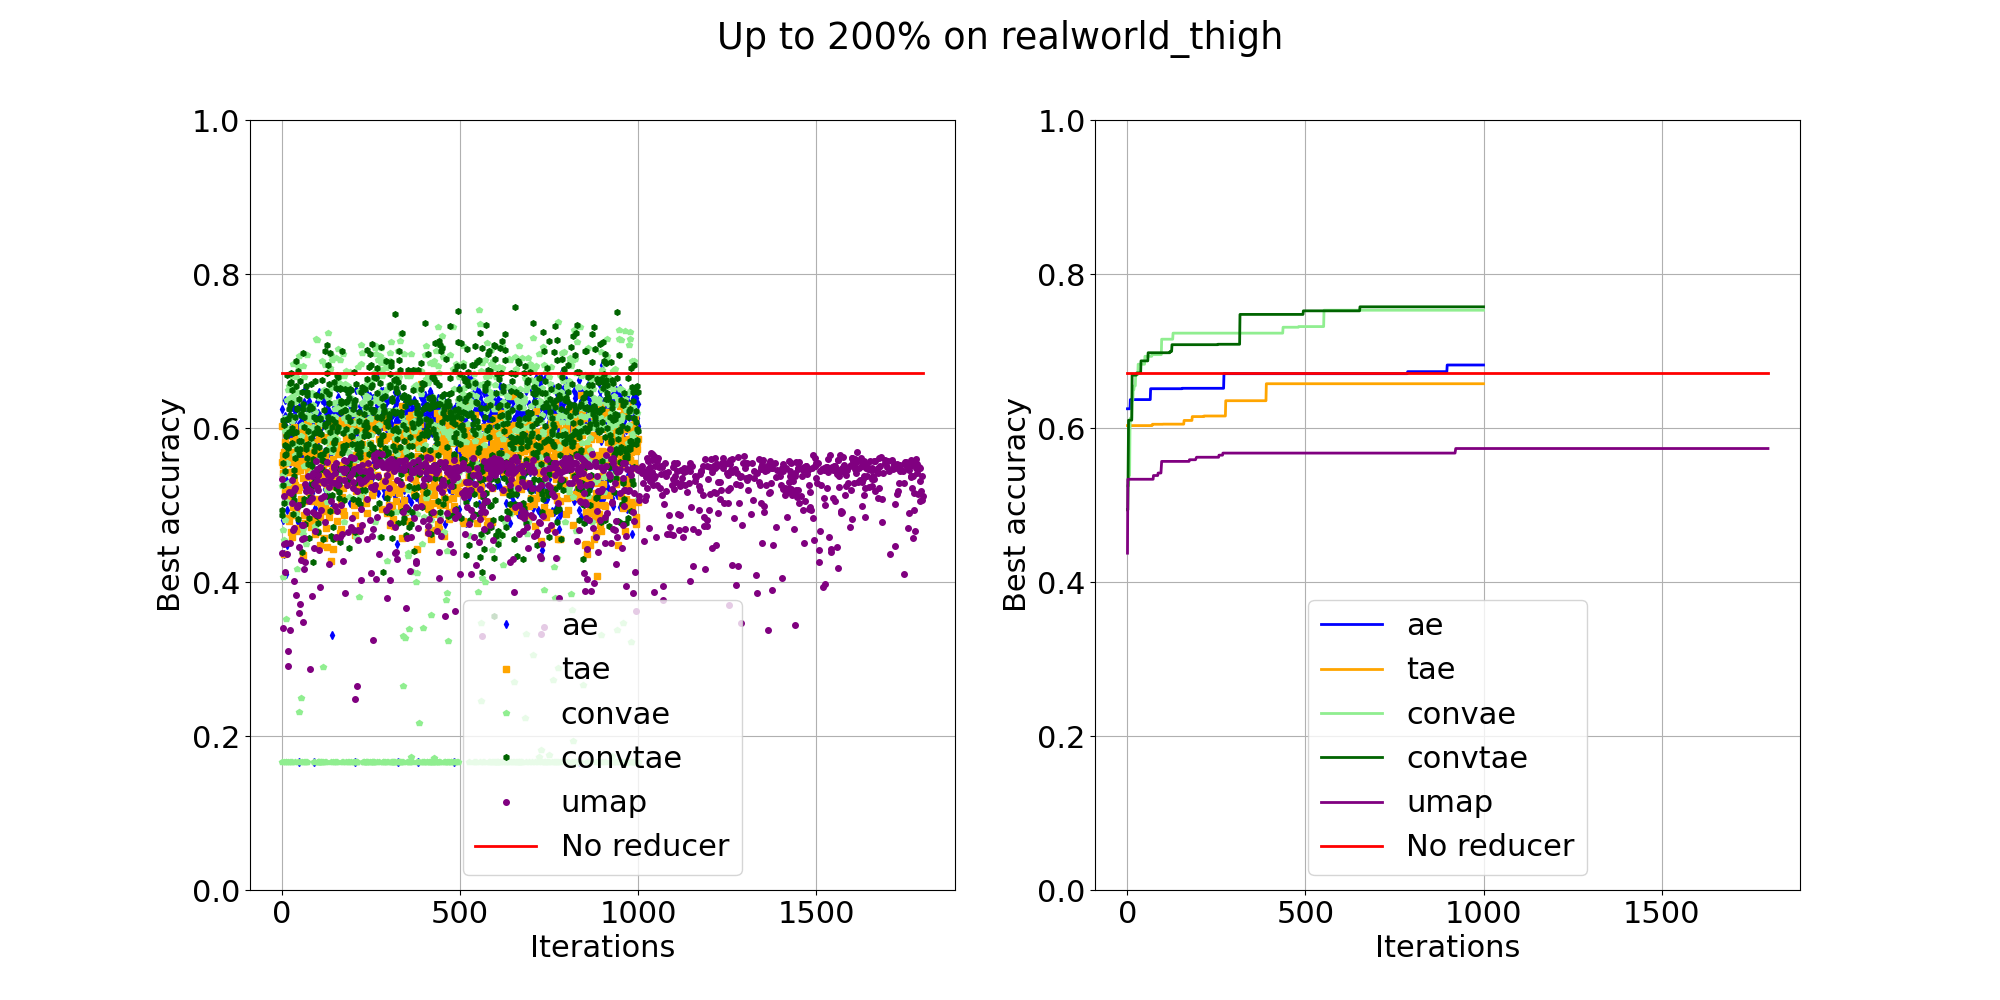 Up to 200% on realworld_thigh
1.0
0.8
0.6
0.4
0.2
0.0
Best accuracy
0
500
1000
1500
Iterations
ae
tae
convae
convtae
umap
No reducer
1.0
0.8
0.6
0.4
0.2
0.0
Best accuracy
0
500
1000
1500
Iterations
ae
tae
convae
convtae
umap
No reducer